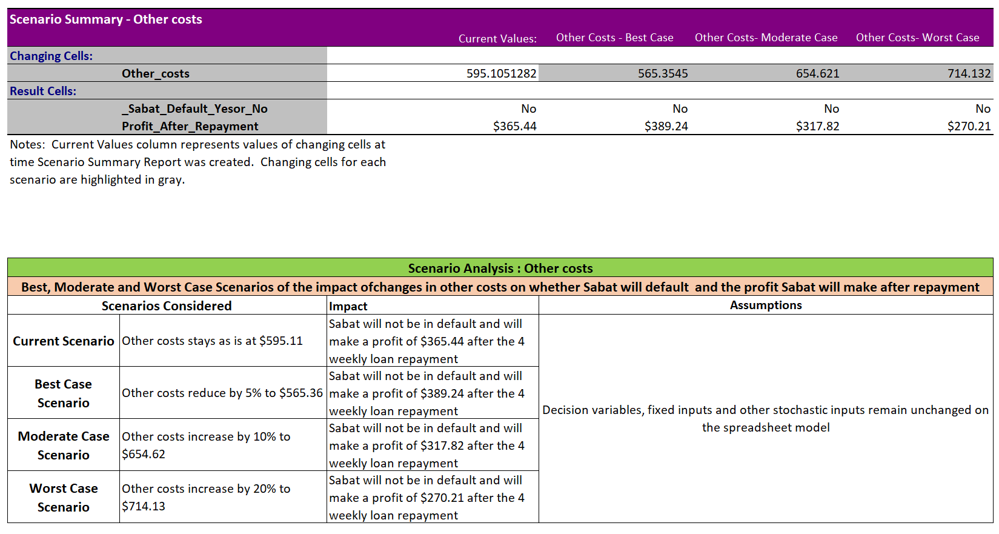 Scenario Summary - Other costs
Current Values: Other Costs - Best Case Other Costs- Moderate Case Other Costs- Worst Case
Changing Cells:
Other_costs 595.1051282 565.3545 654.621 714.132
Result Cells:
_Sabat_Default_Yesor_No No No No No
Profit_After_Repayment $365.44 $389.24 $317.82 $270.21
Notes: Current Values column represents values of changing cells at
time Scenario Summary Report was created. Changing cells for each
scenario are highlighted in gray.
Scenario Analysis : Other costs
Best, Moderate and Worst Case Scenarios of the impact ofchanges in other costs on whether Sabat will default and the profit Sabat will make after repayment
Scenarios Considered Impact Assumptions
Current Scenario
Other costs stays as is at $595.11
Sabat will not be in default and will
make a profit of $365.44 after the 4
weekly loan repayment
Best Case
Scenario
Other costs reduce by 5% to $565.36
Sabat will not be in default and will
make a profit of $389.24 after the 4
weekly loan repayment
Moderate Case
Scenario
Other costs increase by 10% to
$654.62
Sabat will not be in default and will
make a profit of $317.82 after the 4
weekly loan repayment
Worst Case
Scenario
Other costs increase by 20% to
$714.13
Sabat will not be in default and will
make a profit of $270.21 after the 4
weekly loan repayment
Decision variables, fixed inputs and other stochastic inputs remain unchanged on
the spreadsheet model